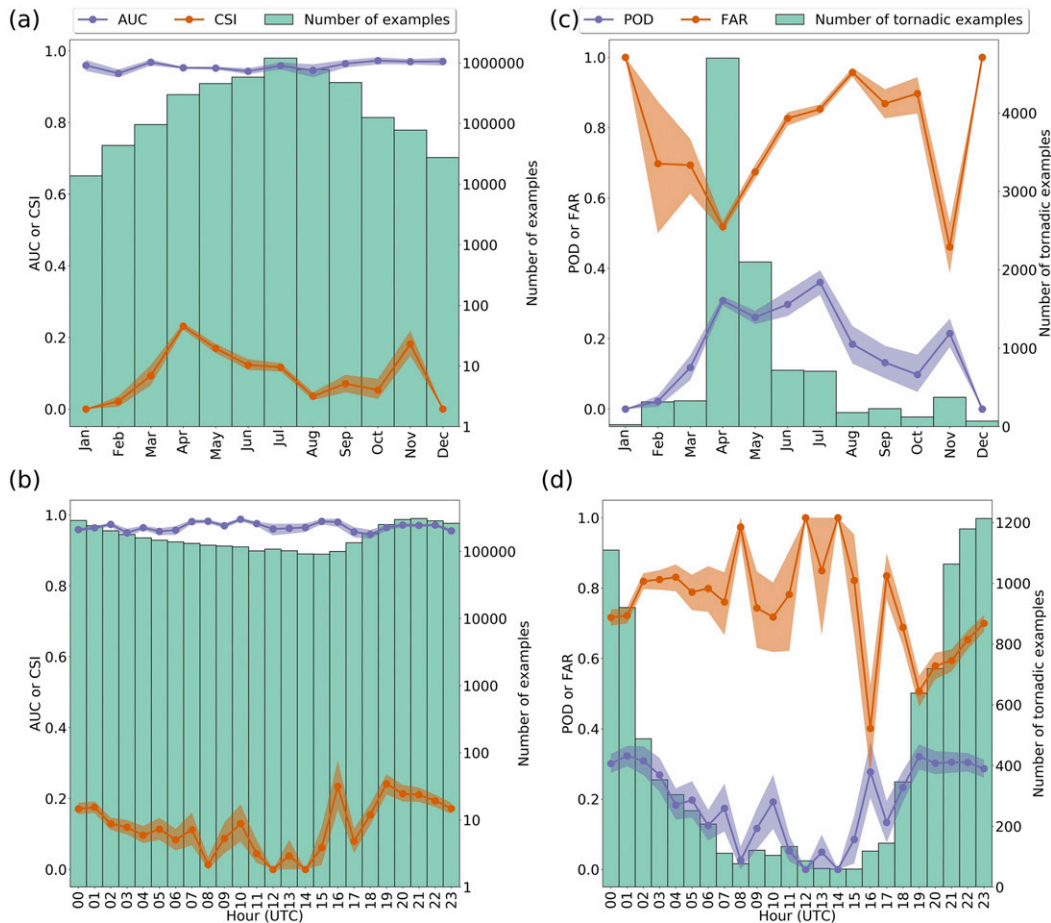 (a)
AUC CSI Number of examples
1.0
0.8
0.6
0.4
0.2
0.0
AUC or CSI
1000000
100000
10000
1000
100
10
1
Number of examples
Jan Feb Mar Apr May Jun Jul Aug Sep Oct Nov Dec
(c)
POD FAR Number of tornadic examples
1.0
0.8
0.6
0.4
0.2
0.0
POD or FAR
4000
3000
2000
1000
0
Number of tornadic examples
Jan Feb Mar Apr May Jun Jul Aug Sep Oct Nov Dec
(b)
1.0
0.8
0.6
0.4
0.2
0.0
AUC or CSI
100000
10000
1000
100
10
1
Number of examples
00 01 02 03 04 05 06 07 08 09 10 11 12 13 14 15 16 17 18 19 20 21 22 23
Hour (UTC)
(d)
1.0
0.8
0.6
0.4
0.2
0.0
POD or FAR
1200
1000
800
600
400
200
0
Number of tornadic examples
00 01 02 03 04 05 06 07 08 09 10 11 12 13 14 15 16 17 18 19 20 21 22 23
Hour (UTC)